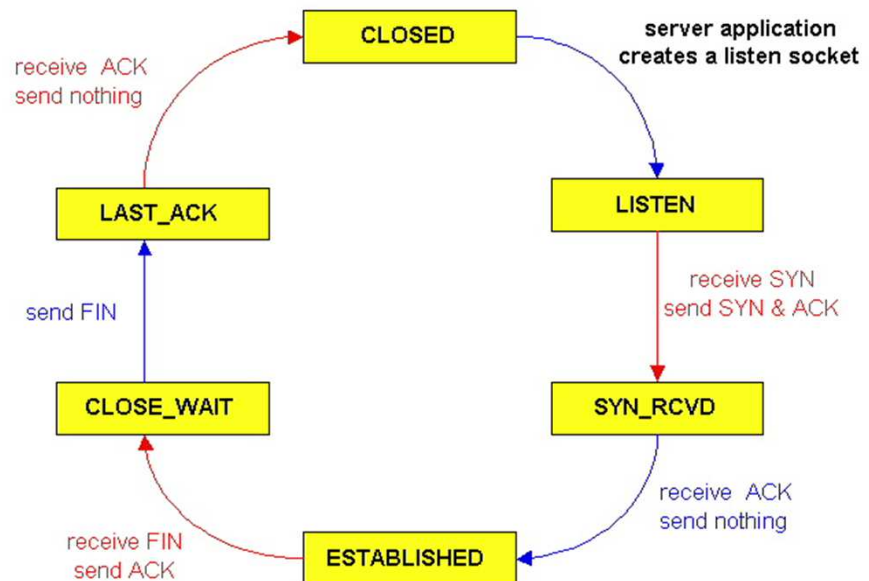 CLOSED
server application
creates a listen socket
receive ACK
send nothing
LAST_ACK
LISTEN
receive SYN
send SYN & ACK
send FIN
CLOSE_WAIT
SYN_RCVD
receive ACK
send nothing
receive FIN
send ACK
ESTABLISHED